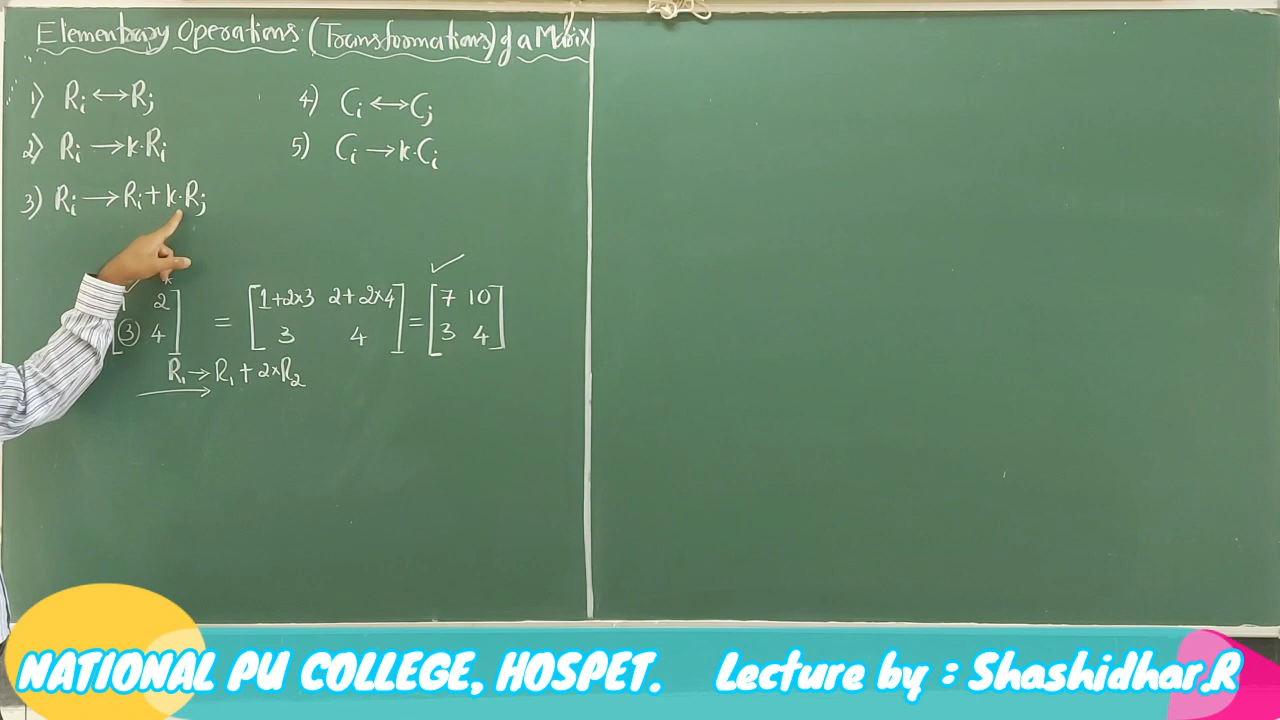 Elementary Operations (Transformations) of a Matrix
1) Ri ↔ Rj
2) Ri → k.Ri
3) Ri → Ri + k.Rj
4) Ci ↔ Cj
5) Ci → k.Ci
[1 2] = [1+2×3 2+2×4] = [7 10] ✓
[3 4] [3 4] [3 4]
R1 → R1 + 2×R2
NATIONAL PU COLLEGE, HOSPET. Lecture by : Shashidhar.R